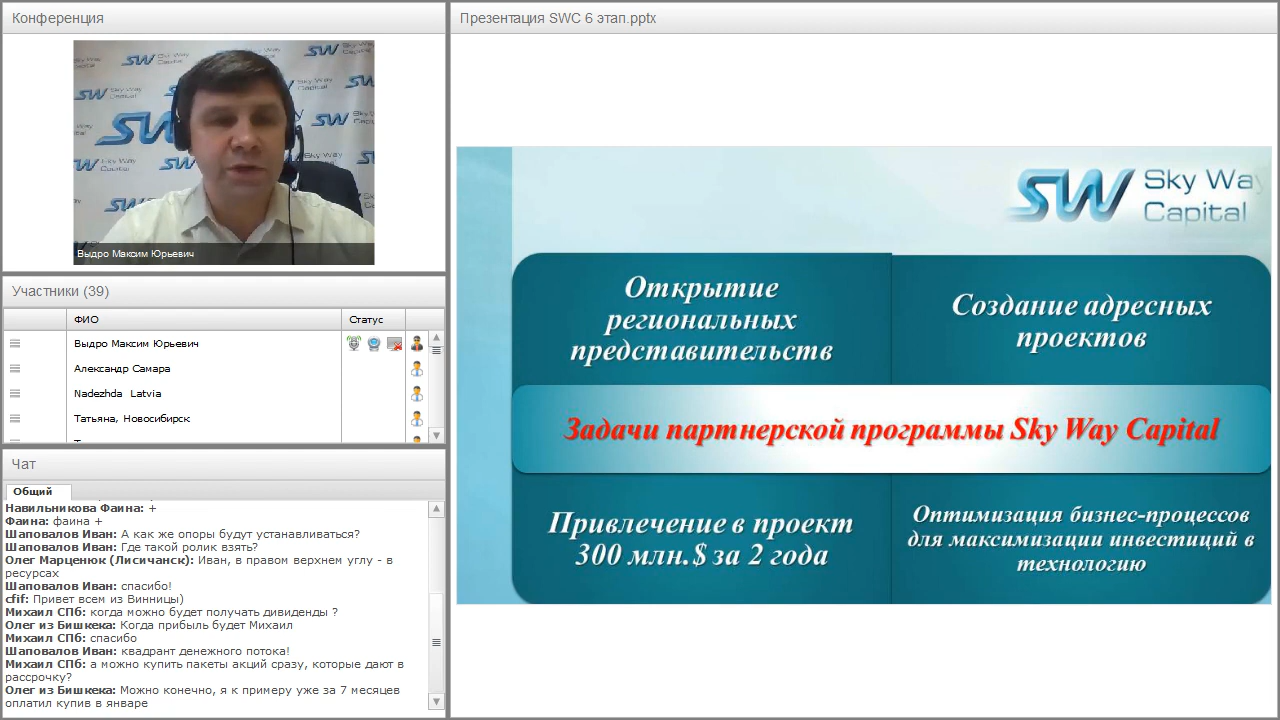 Конференция
SW Sky Way Capital
Выдро Максим Юрьевич
Участники (39)
ФИО
Статус
Выдро Максим Юрьевич
Александр Самара
Nadezhda Latvia
Татьяна, Новосибирск
Чат
Общий
Навильникова Фаина: +
Фаина: фаина +
Шаповалов Иван: А как же опоры будут устанавливаться?
Шаповалов Иван: Где такой ролик взять?
Олег Марценюк (Лисичанск): Иван, в правом верхнем углу - в
ресурсах
Шаповалов Иван: спасибо!
cfif: Привет всем из Винницы)
Михаил СПб: когда можно будет получать дивиденды ?
Олег из Бишкека: Когда прибыль будет Михаил
Михаил СПб: спасибо
Шаповалов Иван: квадрант денежного потока!
Михаил СПб: а можно купить пакеты акций сразу, которые дают в
рассрочку?
Олег из Бишкека: Можно конечно, я к примеру уже за 7 месяцев
оплатил купив в январе
Презентация SWC 6 этап.pptx
SW Sky Way
Capital
Открытие
региональных
представительств
Создание адресных
проектов
Задачи партнерской программы Sky Way Capital
Привлечение в проект
300 млн.$ за 2 года
Оптимизация бизнес-процессов
для максимизации инвестиций в
технологию